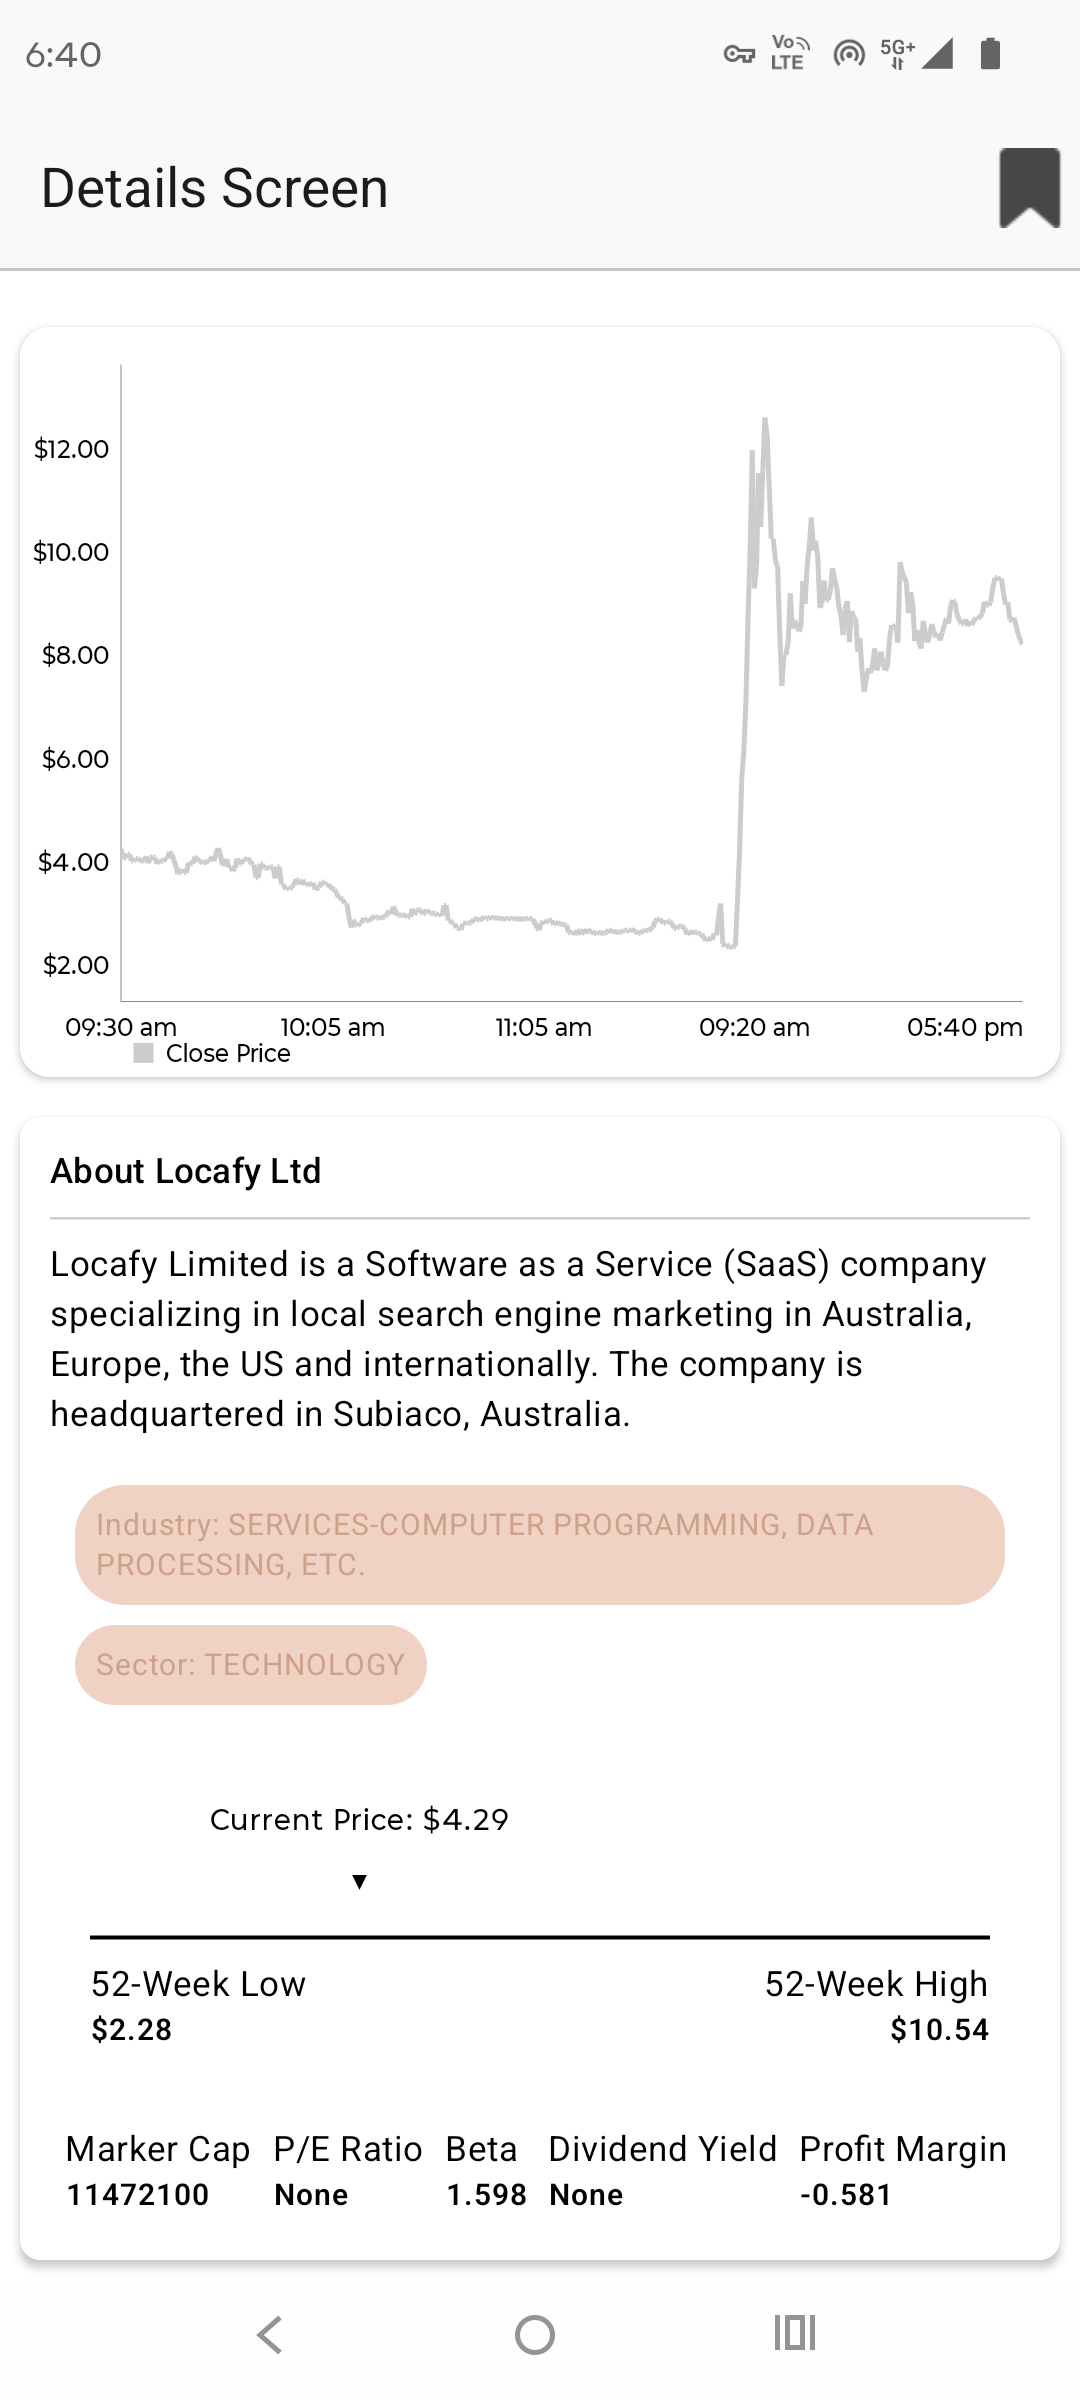 6:40
Vo
LTE
5G+
Details Screen
$12.00
$10.00
$8.00
$6.00
$4.00
$2.00
09:30 am 10:05 am 11:05 am 09:20 am 05:40 pm
Close Price
About Locafy Ltd
Locafy Limited is a Software as a Service (SaaS) company
specializing in local search engine marketing in Australia,
Europe, the US and internationally. The company is
headquartered in Subiaco, Australia.
Industry: SERVICES-COMPUTER PROGRAMMING, DATA
PROCESSING, ETC.
Sector: TECHNOLOGY
Current Price: $4.29
52-Week Low 52-Week High
$2.28 $10.54
Marker Cap P/E Ratio Beta Dividend Yield Profit Margin
11472100 None 1.598 None -0.581